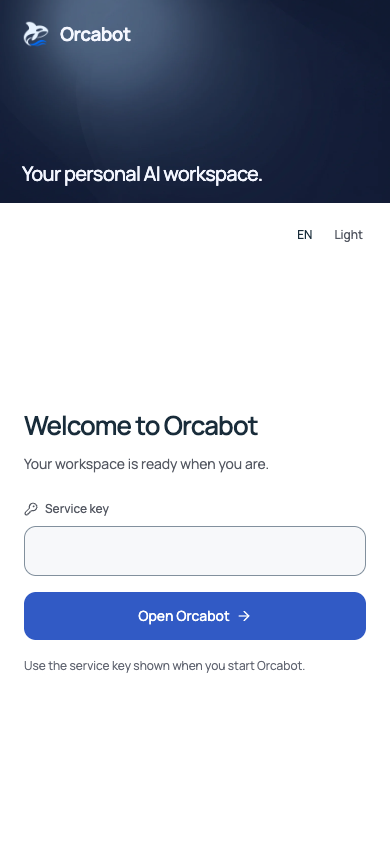 Orcabot
Your personal AI workspace.
EN Light
Welcome to Orcabot
Your workspace is ready when you are.
Service key
Open Orcabot →
Use the service key shown when you start Orcabot.